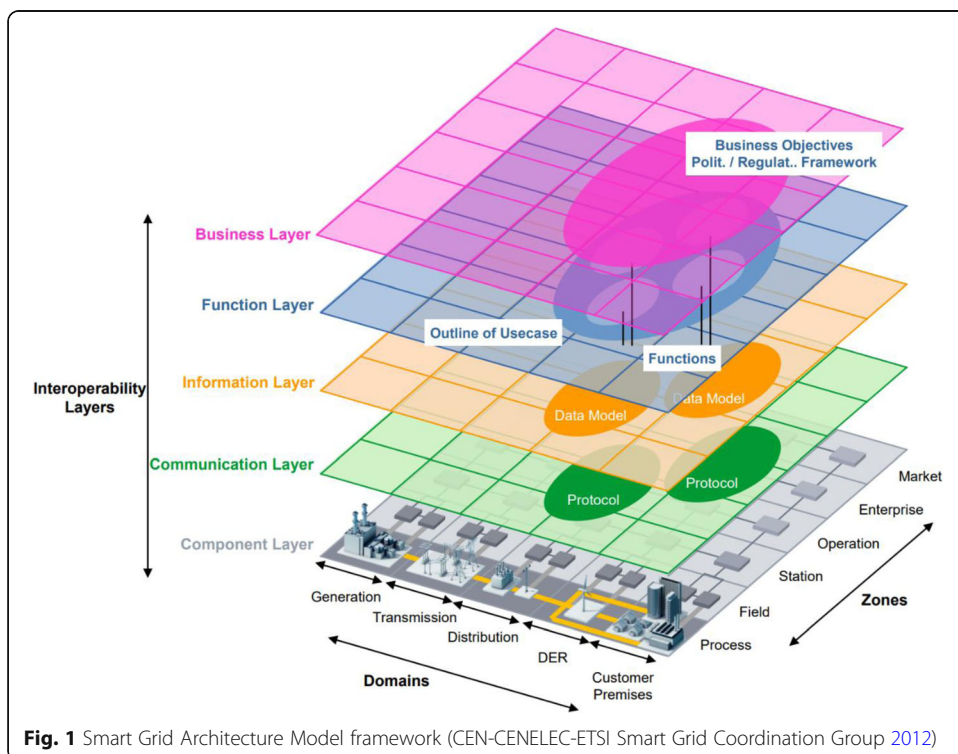 Business Objectives
Polit. / Regulat.. Framework
Business Layer
Function Layer
Outline of Usecase
Functions
Interoperability
Layers
Information Layer
Data Model
Data Model
Communication Layer
Protocol
Protocol
Component Layer
Market
Enterprise
Operation
Station
Field
Process
Zones
Generation
Transmission
Distribution
DER
Customer
Premises
Domains
Fig. 1 Smart Grid Architecture Model framework (CEN-CENELEC-ETSI Smart Grid Coordination Group 2012)